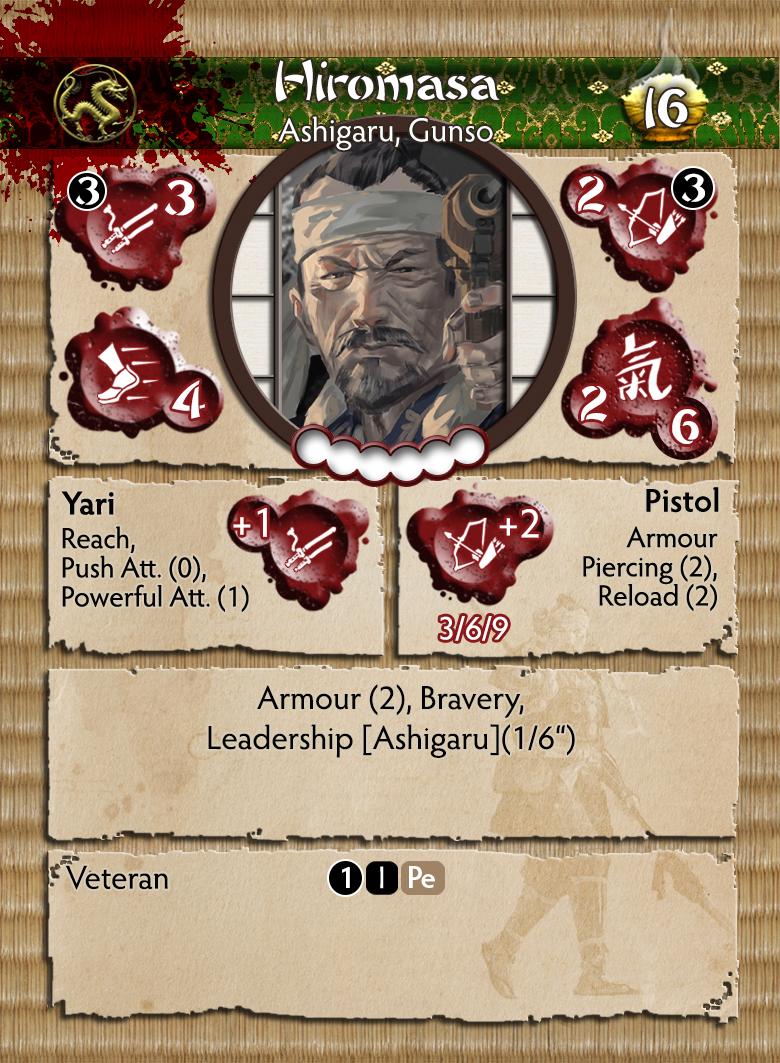 Hiromasa
16
Ashigaru, Gunso
3 3
2 3
4
氣
2 6
Yari
Reach,
Push Att. (0),
Powerful Att. (1)
+1
+2
3/6/9
Pistol
Armour
Piercing (2),
Reload (2)
Armour (2), Bravery,
Leadership [Ashigaru](1/6“)
Veteran 1 I Pe